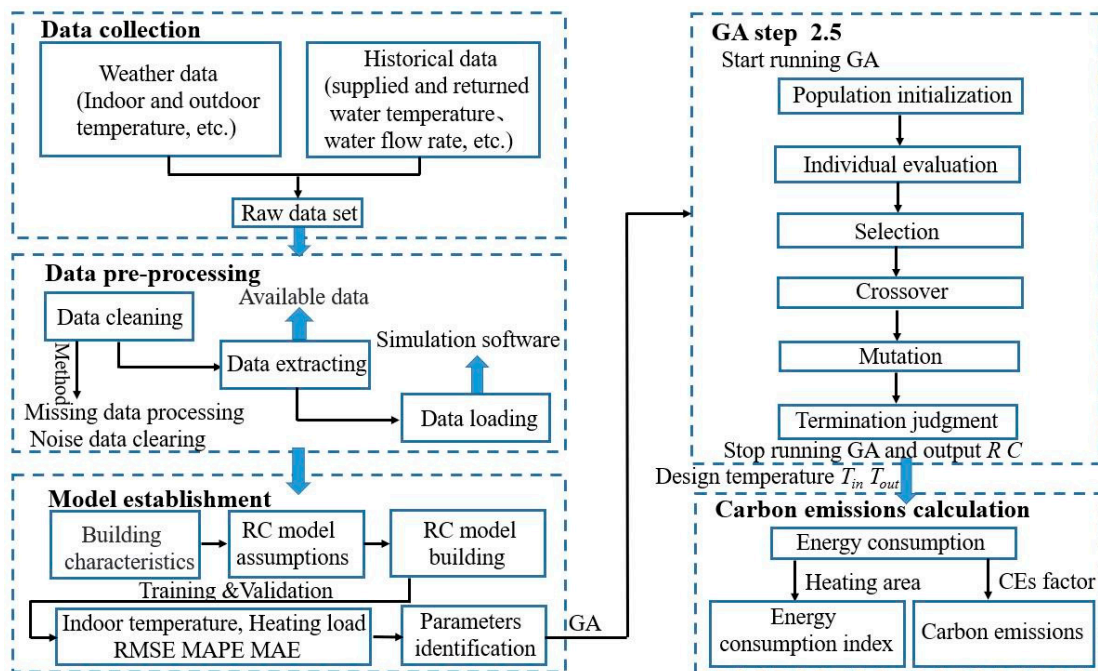 Data collection
Weather data
(Indoor and outdoor
temperature, etc.)
Historical data
(supplied and returned
water temperature、
water flow rate, etc.)
Raw data set
Data pre-processing
Data cleaning
Available data
Method
Data extracting
Simulation software
Missing data processing
Noise data clearing
Data loading
Model establishment
Building
characteristics
RC model
assumptions
RC model
building
Training &Validation
Indoor temperature, Heating load
RMSE MAPE MAE
Parameters
identification
GA
GA step 2.5
Start running GA
Population initialization
Individual evaluation
Selection
Crossover
Mutation
Termination judgment
Stop running GA and output R C
Design temperature Tin Tout
Carbon emissions calculation
Energy consumption
Heating area
CEs factor
Energy
consumption index
Carbon emissions